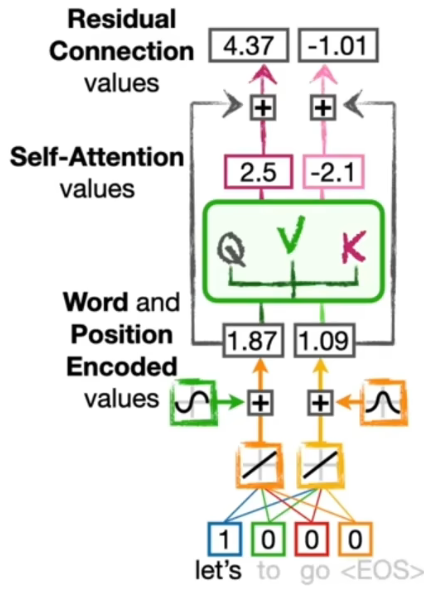 Residual
Connection
values
4.37 -1.01
+ +
Self-Attention
values
2.5 -2.1
Q V K
Word and
Position
Encoded
values
1.87 1.09
+ +
1 0 0 0
let's to go <EOS>